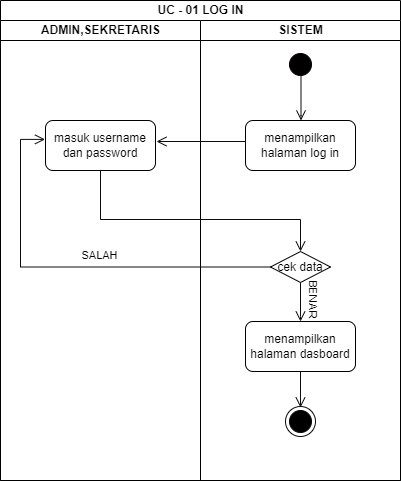 UC - 01 LOG IN
ADMIN,SEKRETARIS
SISTEM
masuk username
dan password
menampilkan
halaman log in
SALAH
cek data
BENAR
menampilkan
halaman dasboard